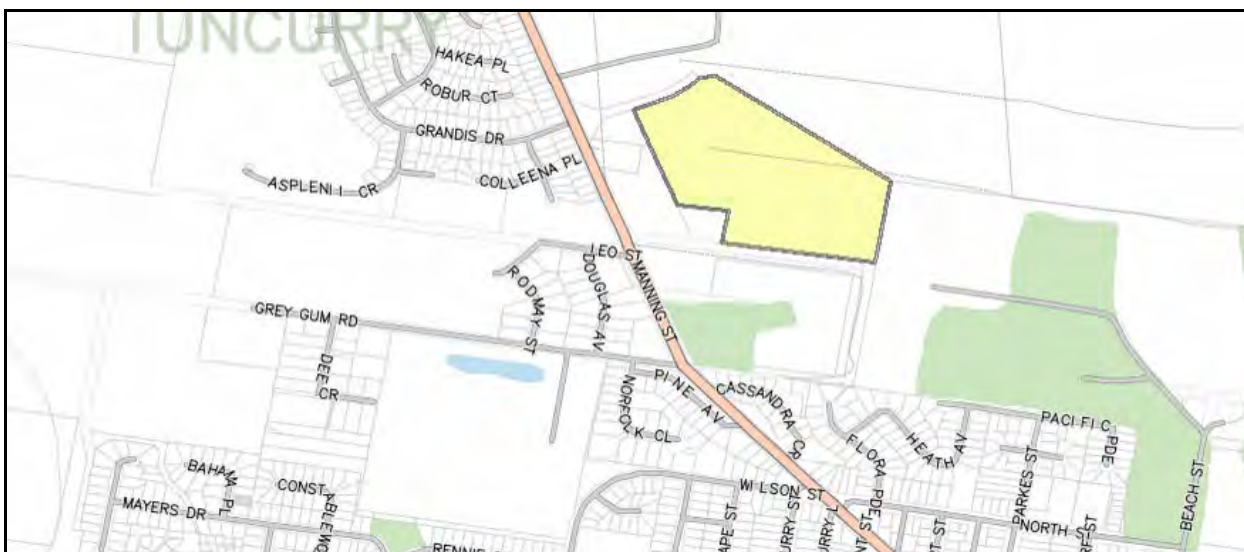 TUNCURRY
HAKEA PL
ROBUR CT
GRANDIS DR
COLLEENA PL
ASPLENII CR
LEO ST
MANNING ST
DOUGLAS AV
RODMAY ST
GREY GUM RD
DEE CR
PINE AV
NORFOLK CL
CASSANDRA CR
FLORA PDE
HEATH AV
PACIFIC PDE
PARKES ST
BEACH ST
BAHAMA PL
MAYERS DR
WILSON ST
NORTH ST